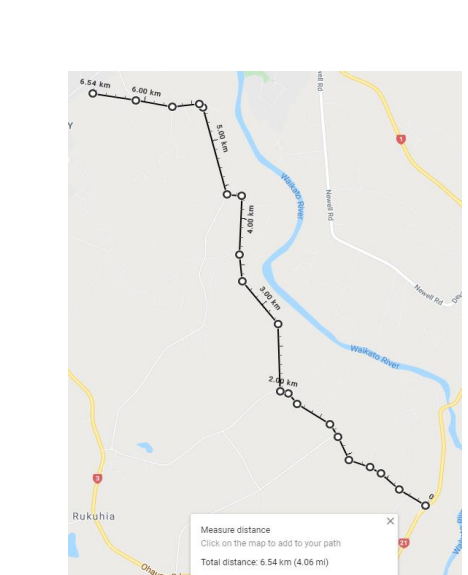 6.54 km
6.00 km
Y
5.00 km
well Rd
1
Waikato River
Newell Rd
4.00 km
3.00 km
Newell Rd
Waikato River
2.00 km
3
0
Rukuhia
Measure distance
Click on the map to add to your path
Total distance: 6.54 km (4.06 mi)
21